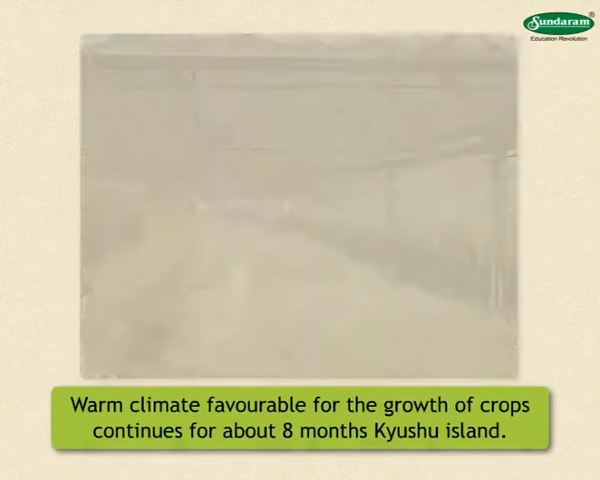 Sundaram®
Education Revolution
Warm climate favourable for the growth of crops
continues for about 8 months Kyushu island.